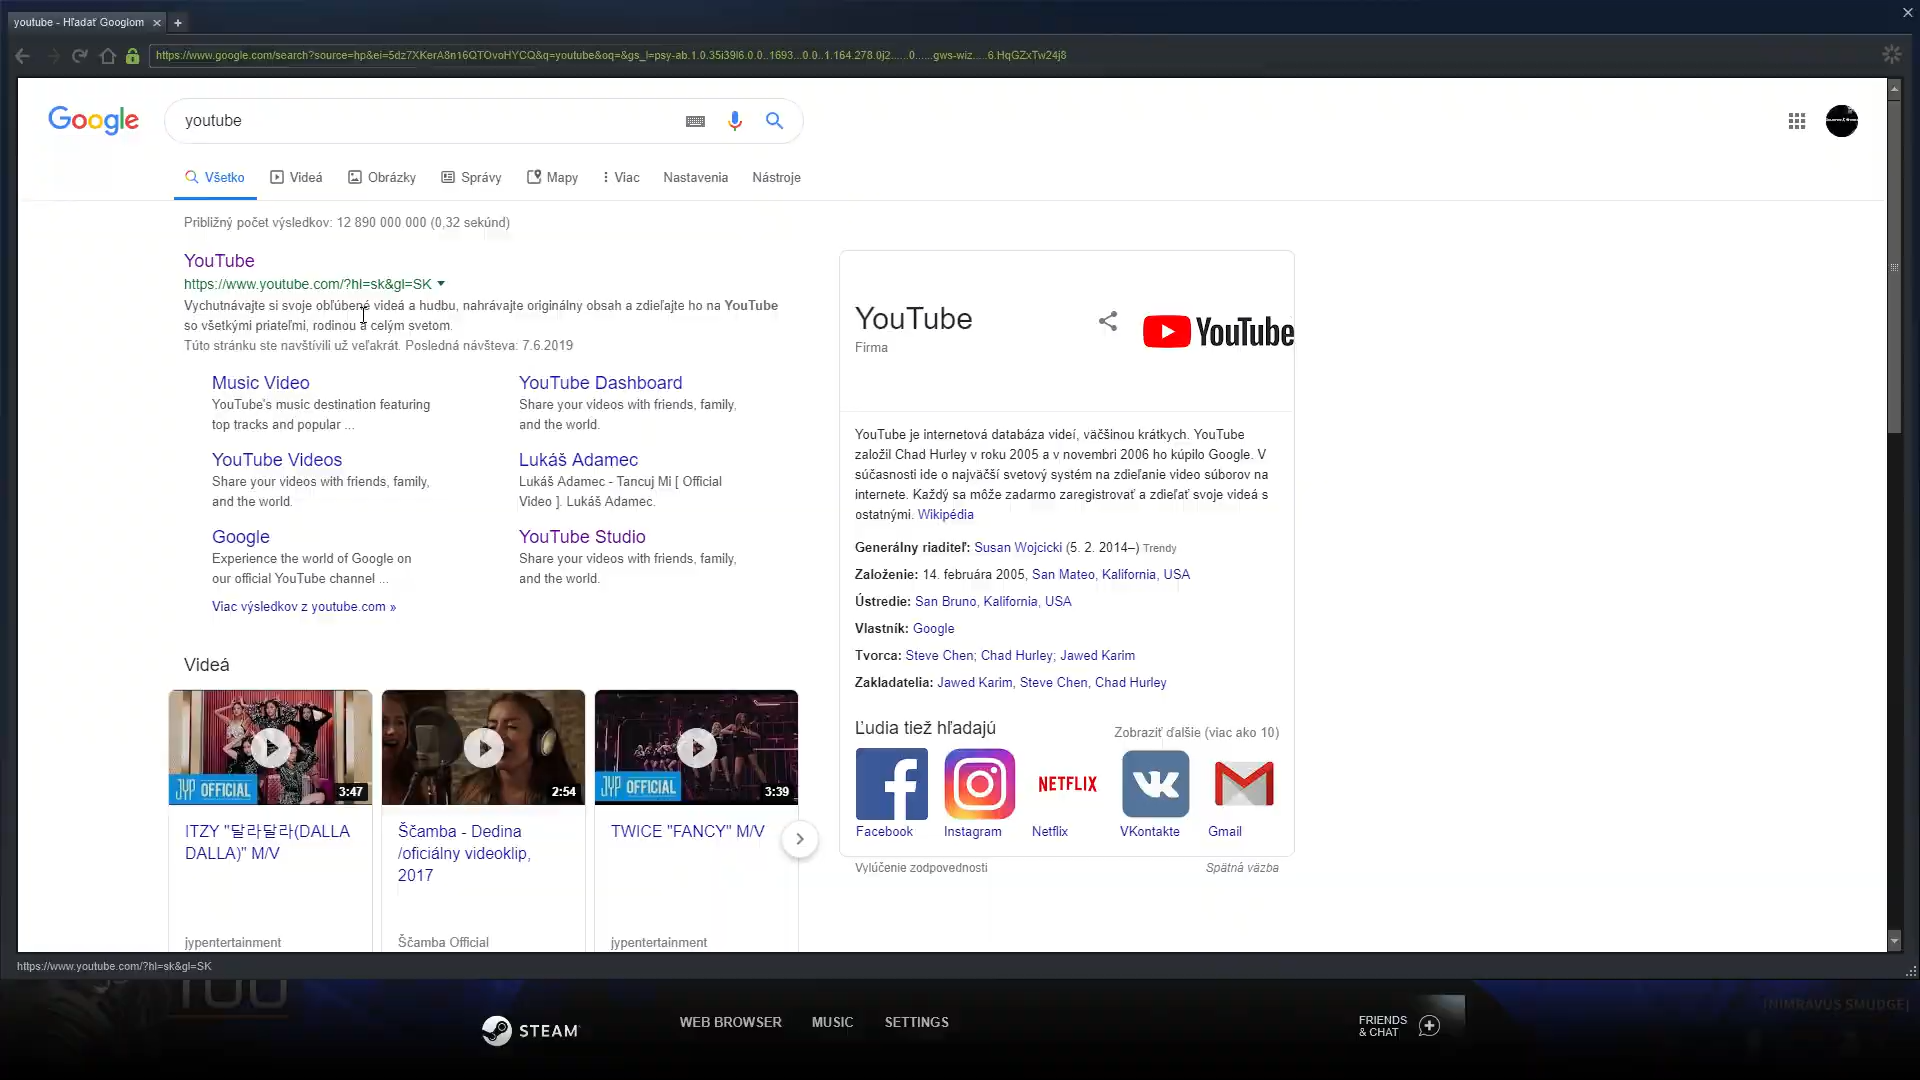 youtube - Hľadať Googlom
https://www.google.com/search?source=hp&ei=5dz7XKerA8n16QTOvoHYCQ&q=youtube&oq=&gs_l=psy-ab.1.0.35i39l6.0.0..1693...0.0..1.164.278.0j2......0......gws-wiz.....6.HqGZxTw24j8
Google
youtube
Všetko
Videá
Obrázky
Správy
Mapy
Viac
Nastavenia
Nástroje
Približný počet výsledkov: 12 890 000 000 (0,32 sekúnd)
YouTube
https://www.youtube.com/?hl=sk&gl=SK
Vychutnávajte si svoje obľúbené videá a hudbu, nahrávajte originálny obsah a zdieľajte ho na YouTube
so všetkými priateľmi, rodinou a celým svetom.
Túto stránku ste navštívili už veľakrát. Posledná návšteva: 7.6.2019
Music Video
YouTube's music destination featuring
top tracks and popular ...
YouTube Dashboard
Share your videos with friends, family,
and the world.
YouTube Videos
Share your videos with friends, family,
and the world.
Lukáš Adamec
Lukáš Adamec - Tancuj Mi [ Official
Video ]. Lukáš Adamec.
Google
Experience the world of Google on
our official YouTube channel ...
YouTube Studio
Share your videos with friends, family,
and the world.
Viac výsledkov z youtube.com »
Videá
JYP OFFICIAL
3:47
2:54
JYP OFFICIAL
3:39
ITZY "달라달라(DALLA
DALLA)" M/V
jypentertainment
Ščamba - Dedina
/oficiálny videoklip,
2017
Ščamba Official
TWICE "FANCY" M/V
jypentertainment
YouTube
Firma
YouTube
YouTube je internetová databáza videí, väčšinou krátkych. YouTube
založil Chad Hurley v roku 2005 a v novembri 2006 ho kúpilo Google. V
súčasnosti ide o najväčší svetový systém na zdieľanie video súborov na
internete. Každý sa môže zadarmo zaregistrovať a zdieľať svoje videá s
ostatnými. Wikipédia
Generálny riaditeľ: Susan Wojcicki (5. 2. 2014–) Trendy
Založenie: 14. februára 2005, San Mateo, Kalifornia, USA
Ústredie: San Bruno, Kalifornia, USA
Vlastník: Google
Tvorca: Steve Chen; Chad Hurley; Jawed Karim
Zakladatelia: Jawed Karim, Steve Chen, Chad Hurley
Ľudia tiež hľadajú
Zobraziť ďalšie (viac ako 10)
NETFLIX
Facebook
Instagram
Netflix
VKontakte
Gmail
Vylúčenie zodpovednosti
Spätná väzba
https://www.youtube.com/?hl=sk&gl=SK
[NIMRAVUS SMUDGE]
STEAM
WEB BROWSER
MUSIC
SETTINGS
FRIENDS
& CHAT